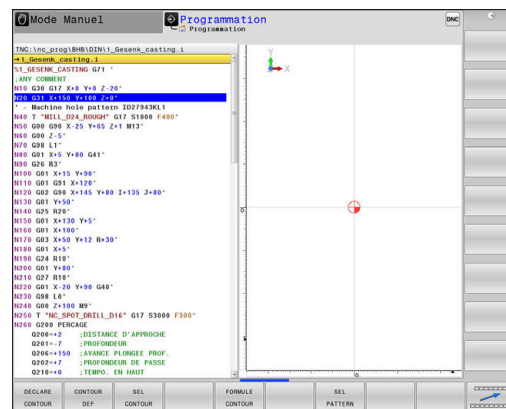 Mode Manuel
Programmation
Programmation
DNC
TNC:\nc_prog\BHB\DIN\1_Gesenk_casting.i
→1_Gesenk_casting.i
%1_GESENK_CASTING G71 *
;ANY COMMENT
N10 G30 G17 X+0 Y+0 Z-20*
N20 G31 X+150 Y+100 Z+0*
* - Machine hole pattern ID27943KL1
N40 T "MILL_D24_ROUGH" G17 S1800 F400*
N50 G00 G90 X-25 Y+65 Z+1 M13*
N60 G00 Z-5*
N70 G98 L1*
N80 G01 X+5 Y+80 G41*
N90 G26 R3*
N100 G01 X+15 Y+90*
N110 G01 G91 X+120*
N120 G02 G90 X+145 Y+80 I+135 J+80*
N130 G01 Y+50*
N140 G25 R20*
N150 G01 X+130 Y+5*
N160 G01 X+100*
N170 G03 X+50 Y+12 R+30*
N180 G01 X+5*
N190 G24 R10*
N200 G01 Y+80*
N210 G27 R10*
N220 G01 X-20 Y+90 G40*
N230 G98 L0*
N240 G00 Z+100 M9*
N250 T "NC_SPOT_DRILL_D16" G17 S3000 F300*
N260 G200 PERCAGE
Q200=+2 ;DISTANCE D'APPROCHE
Q201=-7 ;PROFONDEUR
Q206=+150 ;AVANCE PLONGEE PROF.
Q202=+7 ;PROFONDEUR DE PASSE
Q210=+0 ;TEMPO. EN HAUT
Y
X
0
0
DECLARE CONTOUR
CONTOUR DEF
SEL CONTOUR
FORMULE CONTOUR
SEL PATTERN